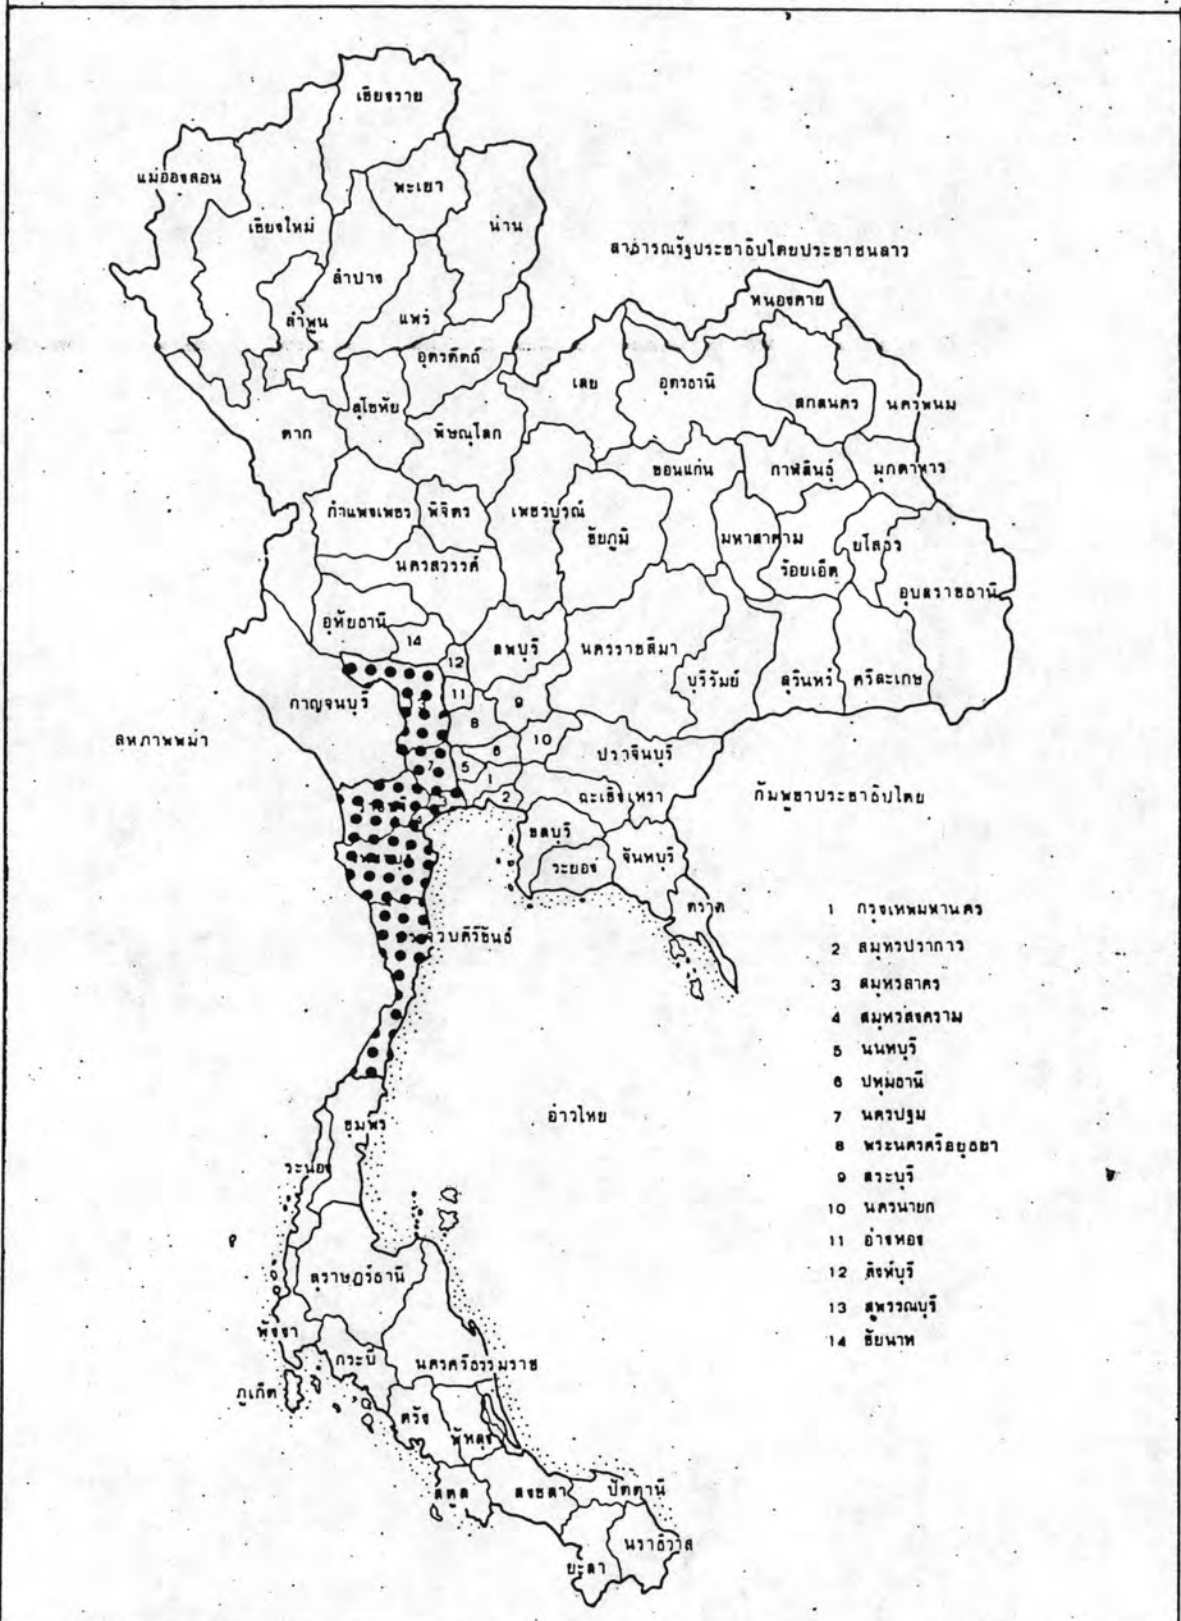 เชียงราย
แม่ฮ่องสอน
พะเยา
เชียงใหม่
น่าน
สาธารณรัฐประชาธิปไตยประชาชนลาว
ลำปาง
หนองคาย
ลำพูน
แพร่
อุตรดิตถ์
เลย
อุดรธานี
สกลนคร
นครพนม
สุโขทัย
ตาก
พิษณุโลก
ขอนแก่น
กาฬสินธุ์
มุกดาหาร
กำแพงเพชร
พิจิตร
เพชรบูรณ์
ชัยภูมิ
มหาสาคาม
ยโสธร
ร้อยเอ็ด
นครสวรรค์
อุบลราชธานี
อุทัยธานี
14
12
ลพบุรี
นครราชสีมา
บุรีรัมย์
สุรินทร์
ศรีสะเกษ
กาญจนบุรี
11
9
8
สหภาพพม่า
10
6
ปราจีนบุรี
7
5
1
2
ฉะเชิงเทรา
กัมพูชาประชาธิปไตย
3
4
ชลบุรี
ระยอง
จันทบุรี
ตราด
1 กรุงเทพมหานคร
2 สมุทรปราการ
3 สมุทรสาคร
4 สมุทรสงคราม
5 นนทบุรี
6 ปทุมธานี
7 นครปฐม
8 พระนครศรีอยุธยา
9 สระบุรี
10 นครนายก
11 อ่างทอง
12 สิงห์บุรี
13 สุพรรณบุรี
14 ชัยนาท
อ่าวไทย
ชุมพร
ระนอง
สุราษฎร์ธานี
พังงา
กระบี่
นครศรีธรรมราช
ภูเก็ต
ตรัง
พัทลุง
สตูล
สงขลา
ปัตตานี
ยะลา
นราธิวาส